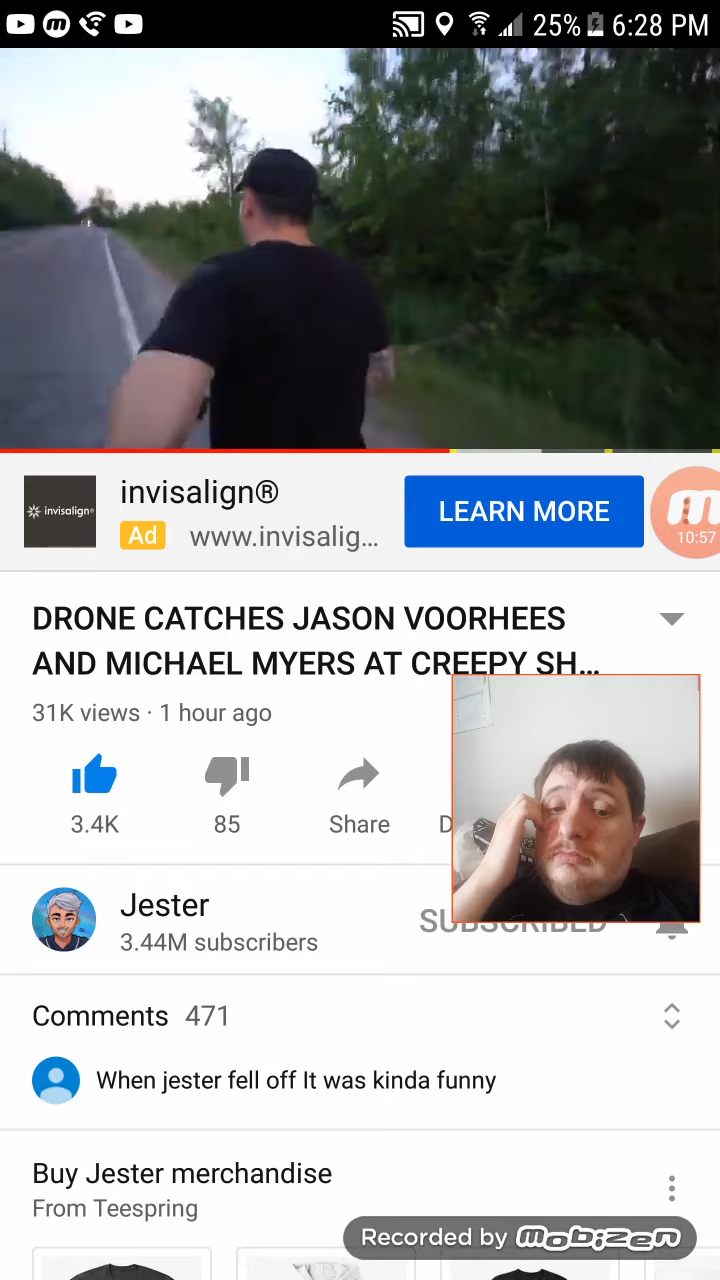 25% 6:28 PM
invisalign®
invisalign®
LEARN MORE
Ad www.invisalig...
10:57
DRONE CATCHES JASON VOORHEES
AND MICHAEL MYERS AT CREEPY SH...
31K views · 1 hour ago
3.4K
85
Share
D
Jester
3.44M subscribers
SUBSCRIBED
Comments 471
When jester fell off It was kinda funny
Buy Jester merchandise
From Teespring
Recorded by mobizen